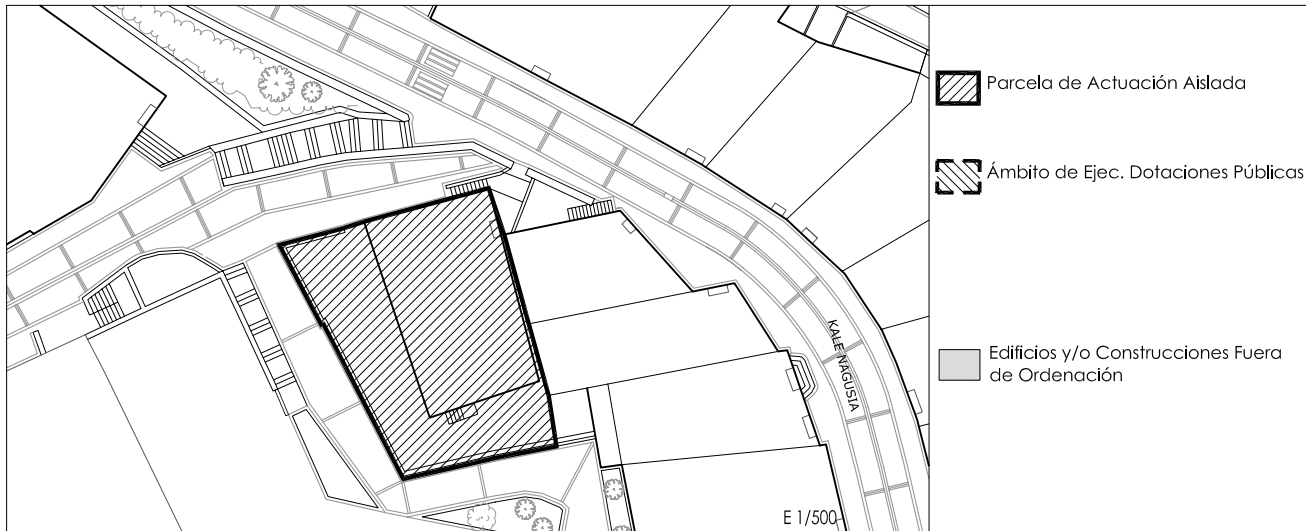 Parcela de Actuación Aislada
Ámbito de Ejec. Dotaciones Públicas
KALE NAGUSIA
Edificios y/o Construcciones Fuera
de Ordenación
E 1/500